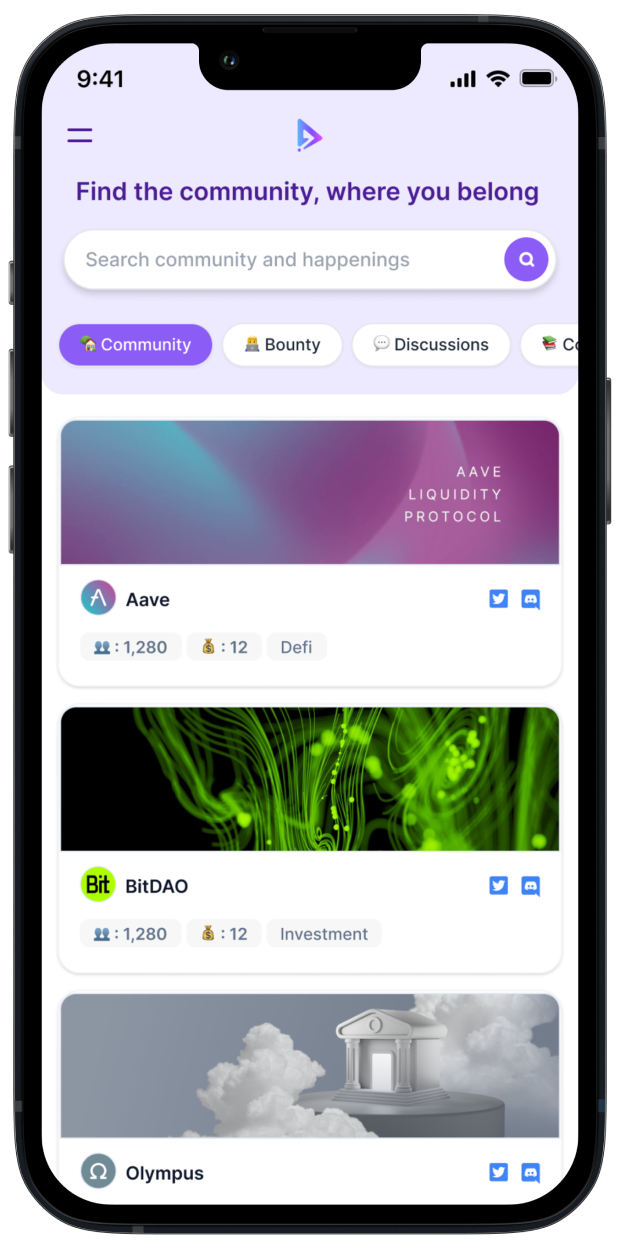 9:41
Find the community, where you belong
Search community and happenings
🏡 Community
👨‍💻 Bounty
💬 Discussions
📚 Co
AAVE
LIQUIDITY
PROTOCOL
Aave
👥 : 1,280
💰 : 12
Defi
Bit BitDAO
👥 : 1,280
💰 : 12
Investment
Ω Olympus